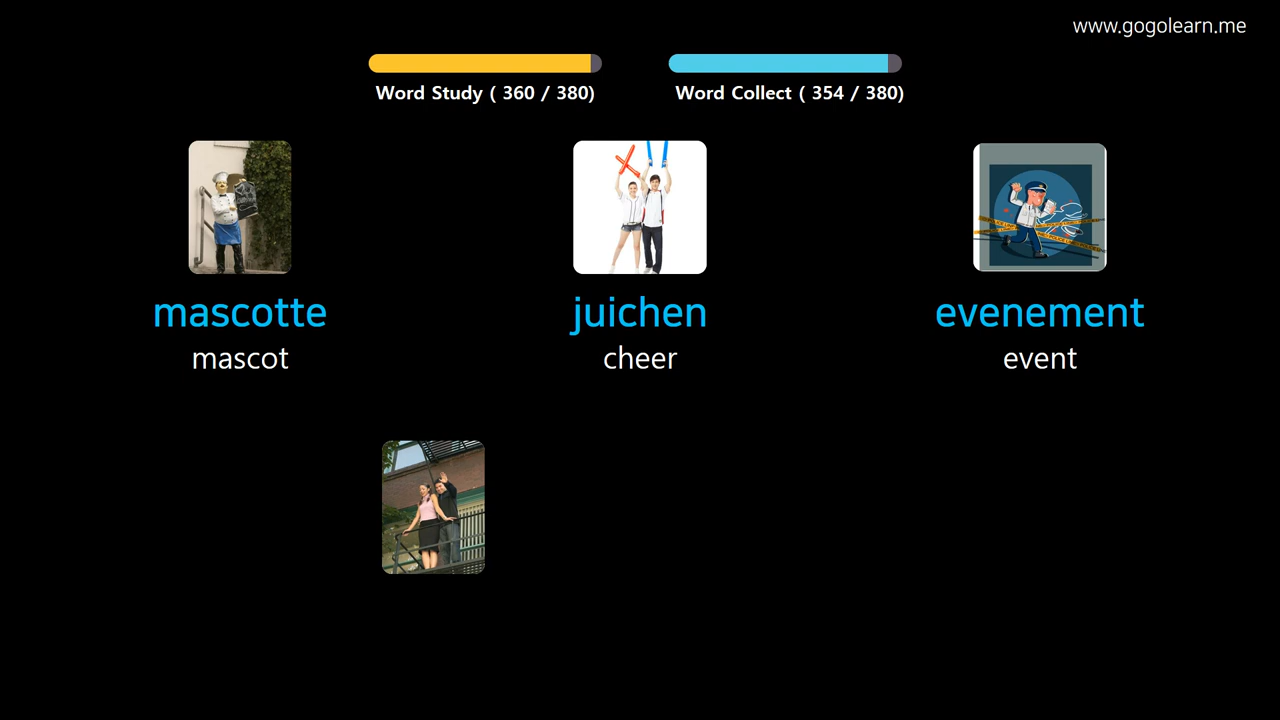 www.gogolearn.me
Word Study ( 360 / 380)
Word Collect ( 354 / 380)
mascotte
juichen
evenement
mascot
cheer
event